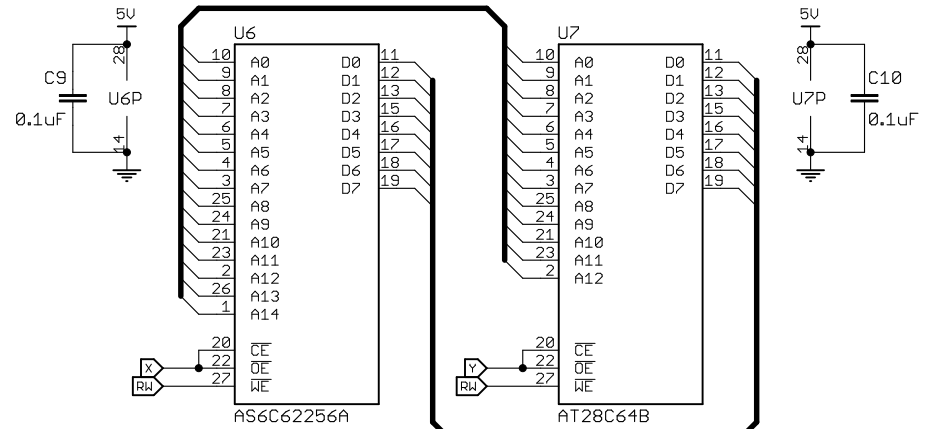 5V
28
C9
0.1uF
U6P
14
U6
10 A0 D0 11
9 A1 D1 12
8 A2 D2 13
7 A3 D3 15
6 A4 D4 16
5 A5 D5 17
4 A6 D6 18
3 A7 D7 19
25 A8
24 A9
21 A10
23 A11
2 A12
26 A13
1 A14
20 CE
X 22 OE
RW 27 WE
AS6C62256A
U7
10 A0 D0 11
9 A1 D1 12
8 A2 D2 13
7 A3 D3 15
6 A4 D4 16
5 A5 D5 17
4 A6 D6 18
3 A7 D7 19
25 A8
24 A9
21 A10
23 A11
2 A12
20 CE
Y 22 OE
RW 27 WE
AT28C64B
5V
28
C10
U7P
0.1uF
14